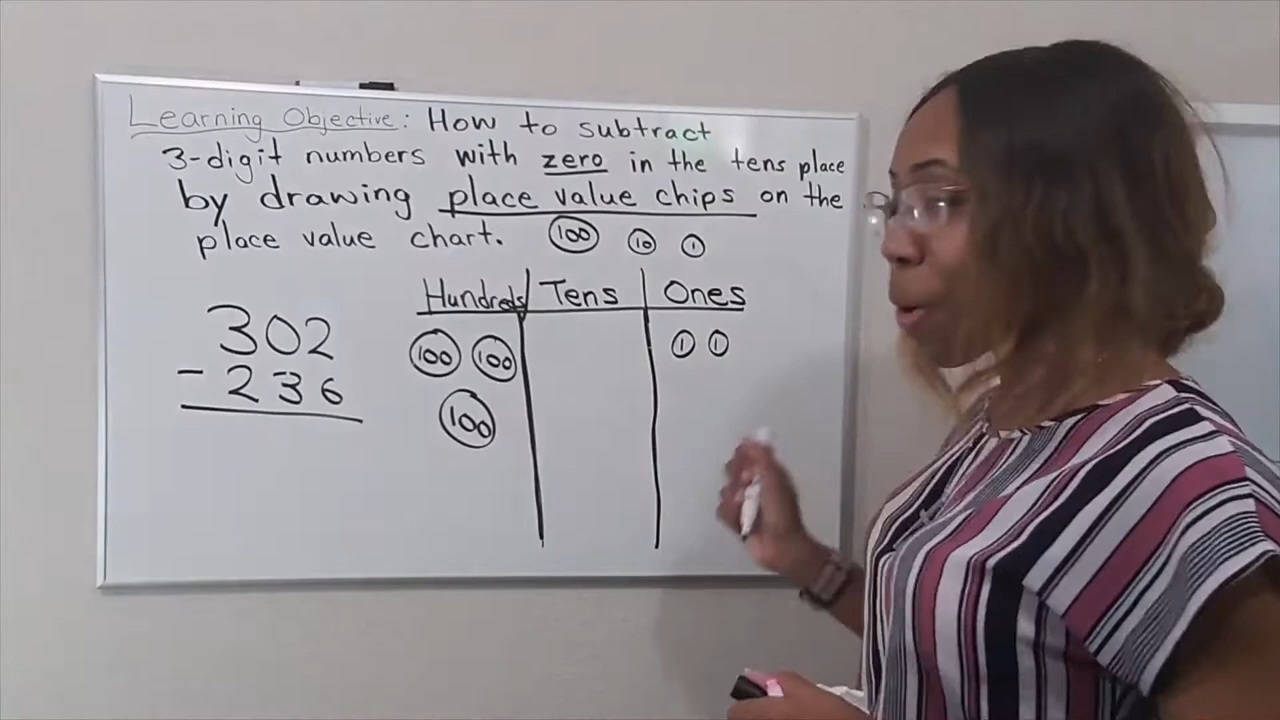 Learning Objective: How to subtract
3-digit numbers with zero in the tens place
by drawing place value chips on the
place value chart. 100 10 1
Hundreds Tens Ones
302
- 236
100 100 1 1
100